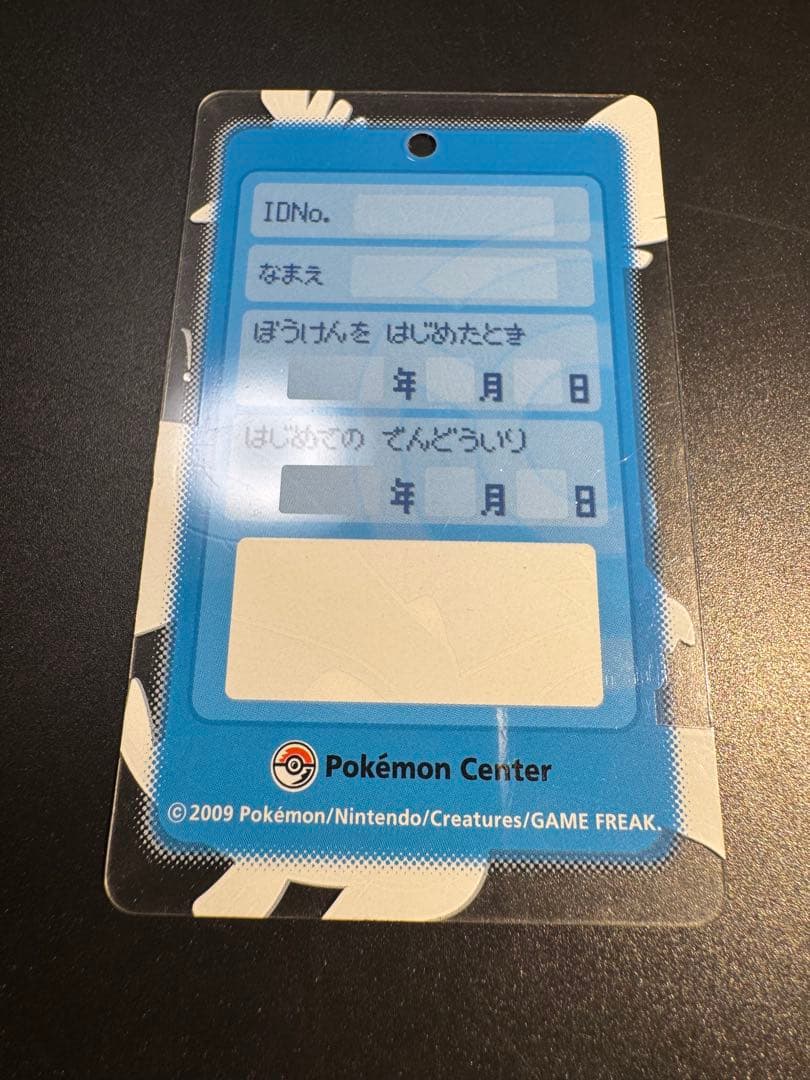 IDNo.
なまえ
ぼうけんを はじめたとき
年 月 日
はじめての でんどういり
年 月 日
Pokémon Center
©2009 Pokémon/Nintendo/Creatures/GAME FREAK.